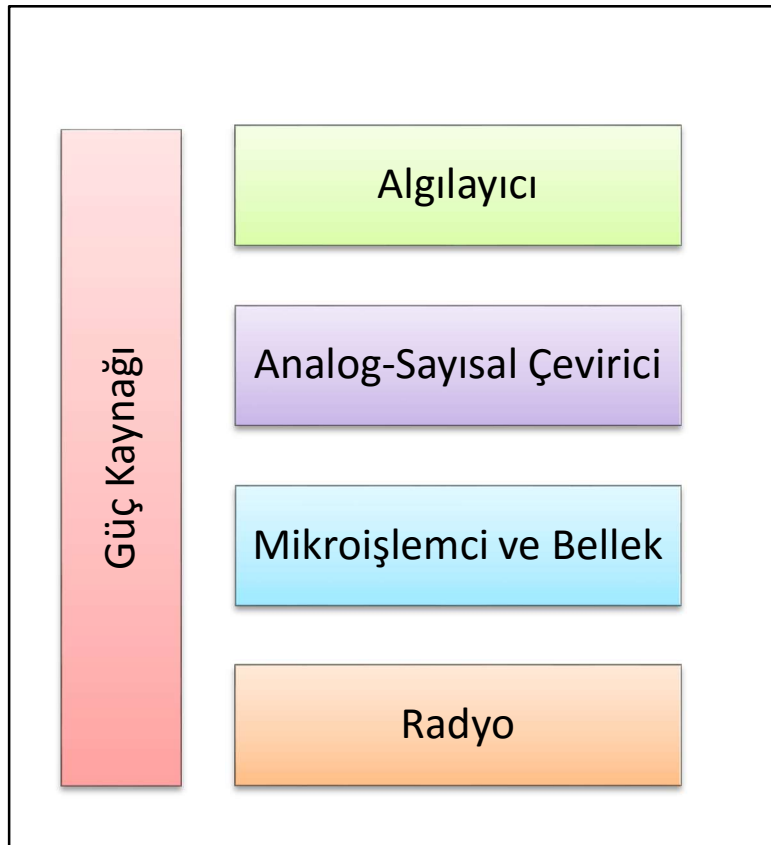 Güç Kaynağı
Algılayıcı
Analog-Sayısal Çevirici
Mikroişlemci ve Bellek
Radyo